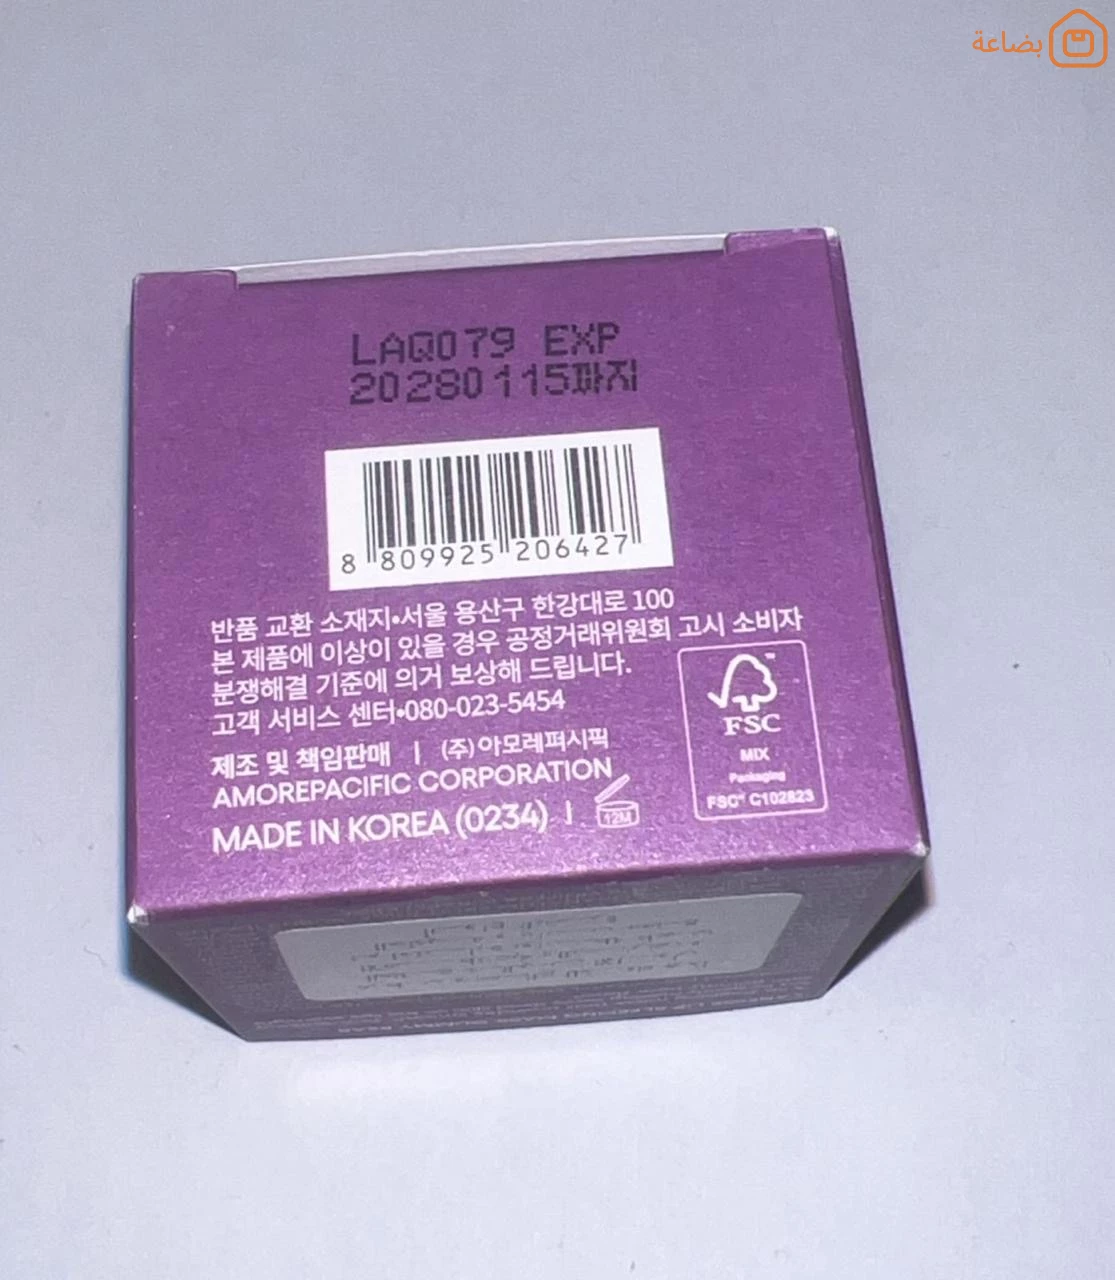 بضاعة
LAQ079 EXP
20280115까지
8 809925 206427
반품 교환 소재지•서울 용산구 한강대로 100
본 제품에 이상이 있을 경우 공정거래위원회 고시 소비자
분쟁해결 기준에 의거 보상해 드립니다.
고객 서비스 센터•080-023-5454
제조 및 책임판매 | (주)아모레퍼시픽
AMOREPACIFIC CORPORATION
MADE IN KOREA (0234) |
12M
FSC
MIX
Packaging
FSC® C102823